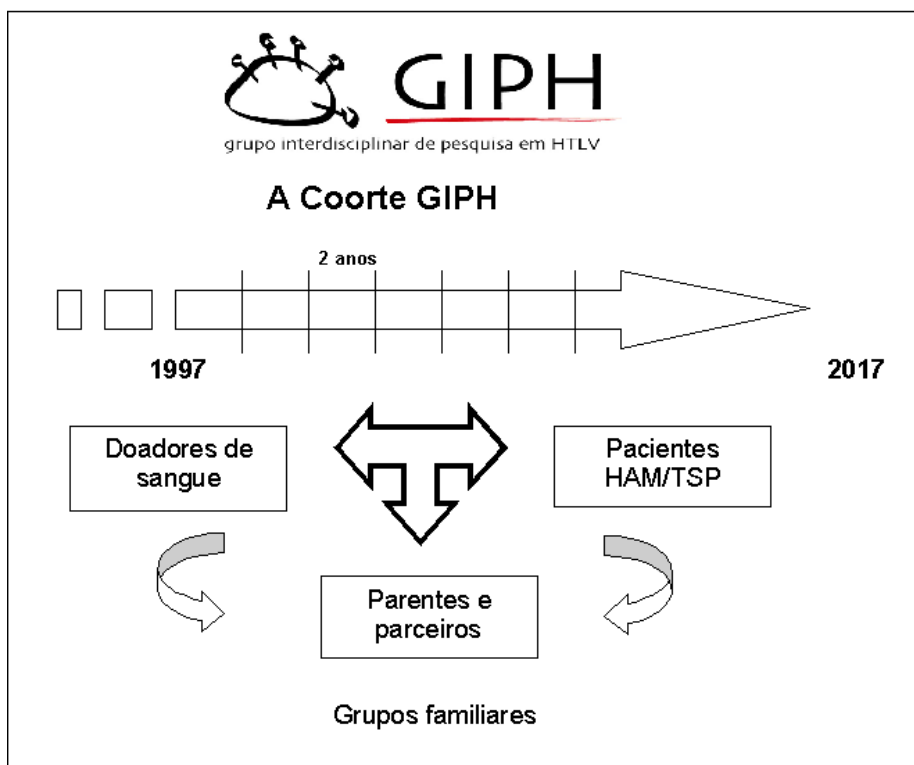 GIPH
grupo interdisciplinar de pesquisa em HTLV
A Coorte GIPH
2 anos
1997
2017
Doadores de
sangue
Pacientes
HAM/TSP
Parentes e
parceiros
Grupos familiares